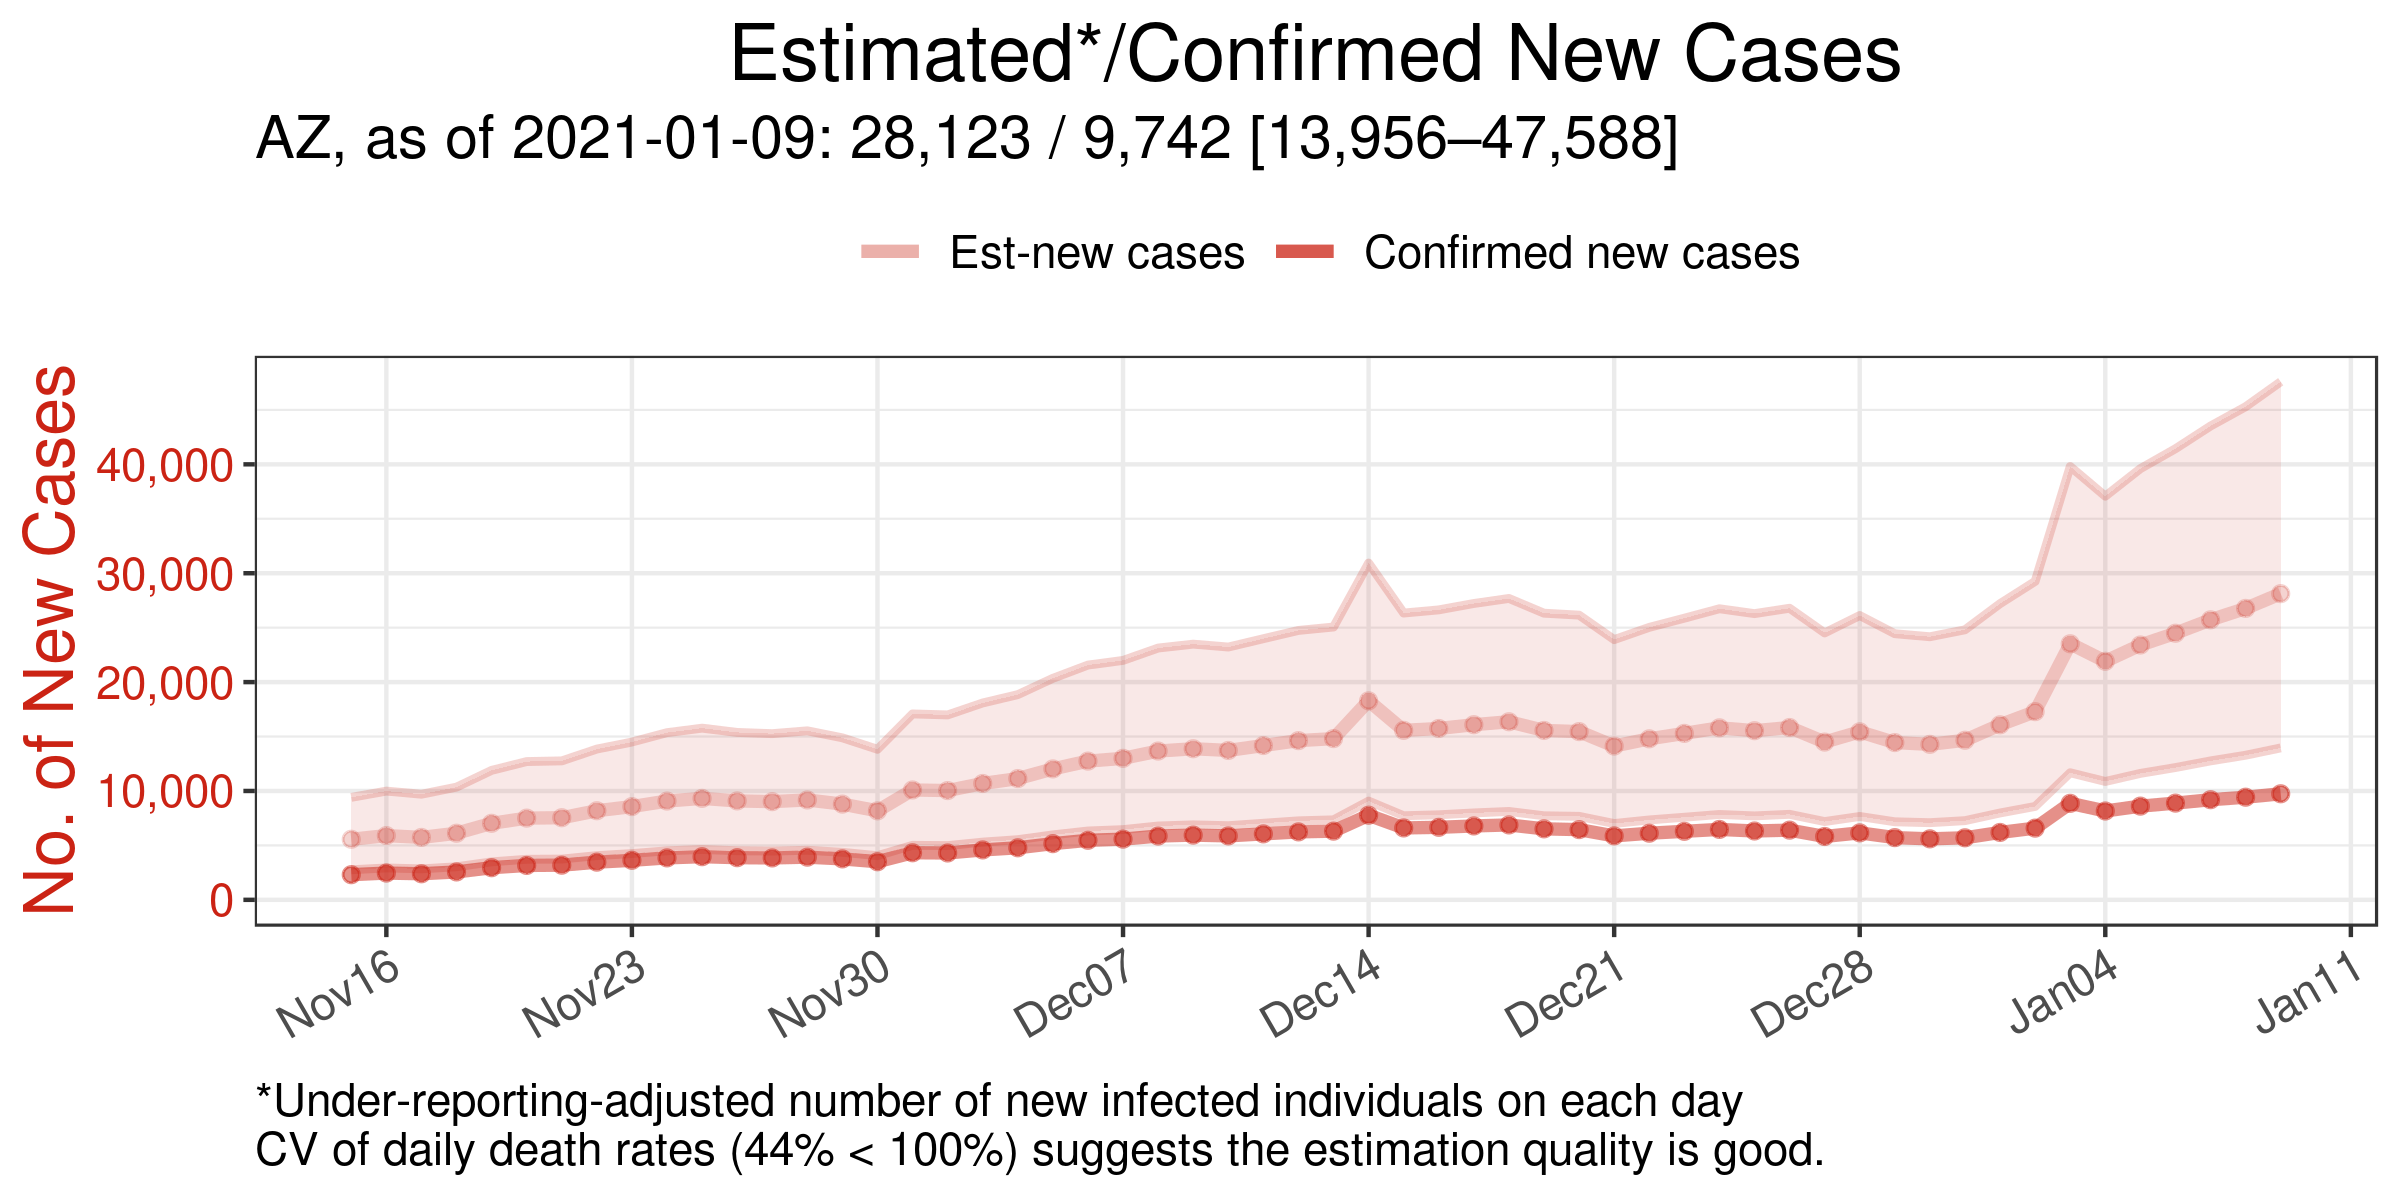 Estimated*/Confirmed New Cases
AZ, as of 2021-01-09: 28,123 / 9,742 [13,956–47,588]
Est-new cases Confirmed new cases
No. of New Cases
40,000
30,000
20,000
10,000
0
Nov16 Nov23 Nov30 Dec07 Dec14 Dec21 Dec28 Jan04 Jan11
*Under-reporting-adjusted number of new infected individuals on each day
CV of daily death rates (44% < 100%) suggests the estimation quality is good.